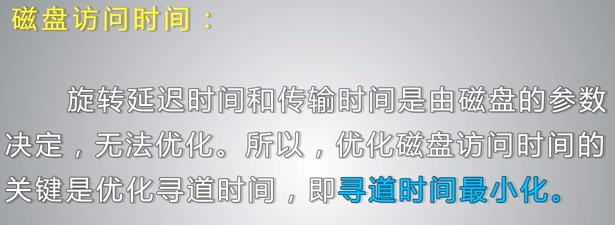 磁盘访问时间：
旋转延迟时间和传输时间是由磁盘的参数
决定，无法优化。所以，优化磁盘访问时间的
关键是优化寻道时间，即寻道时间最小化。